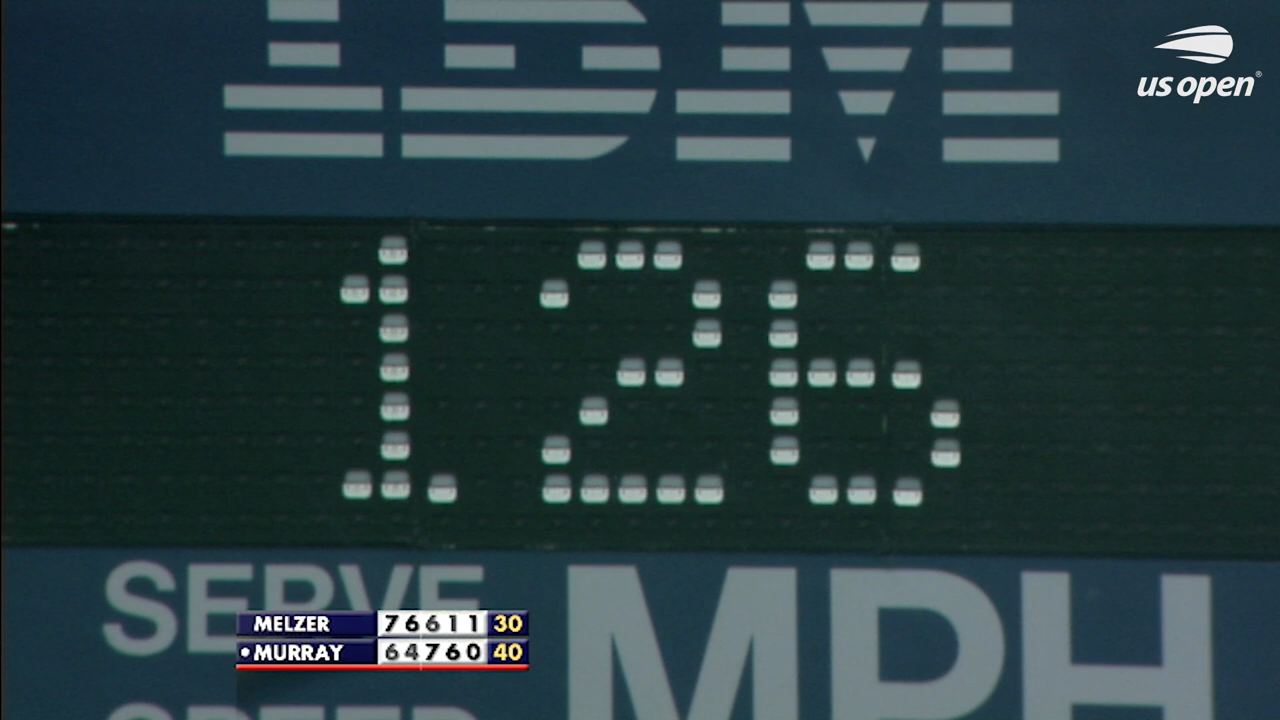 IBM
US OPEN
126
SERVE
MPH
MELZER 7 6 6 1 1 30
MURRAY 6 4 7 6 0 40
SPEED